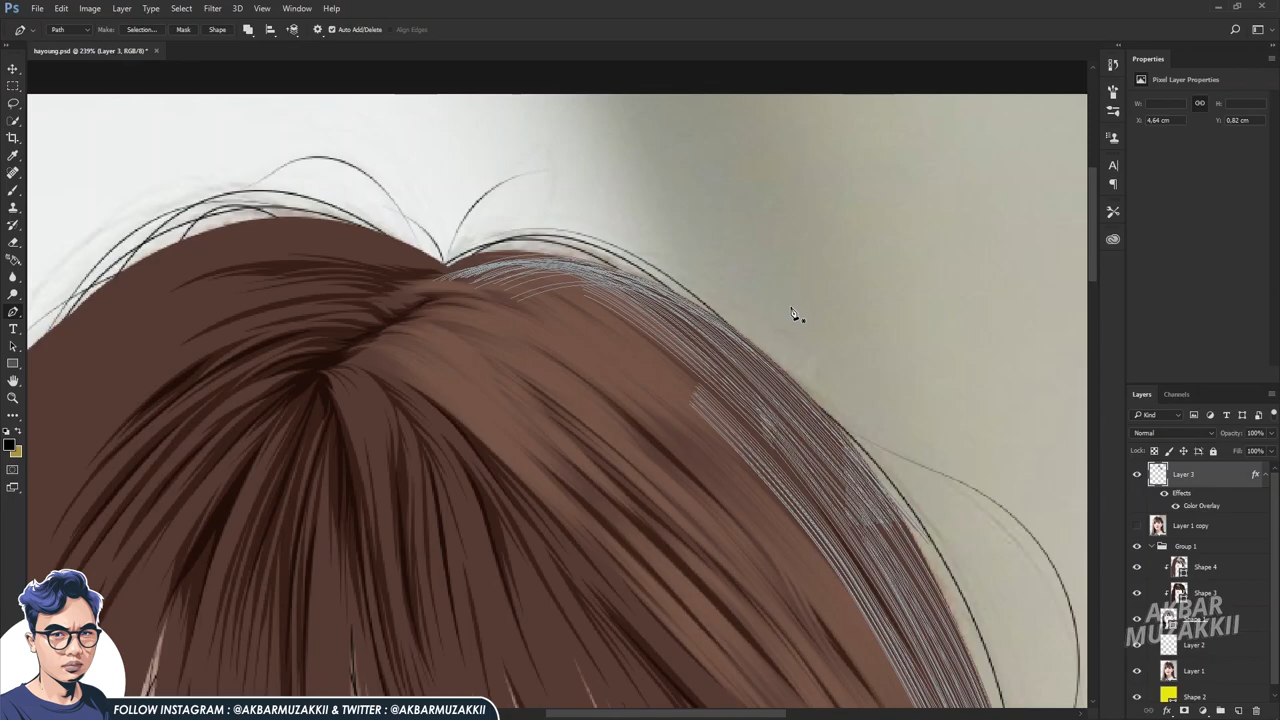 Ps File Edit Image Layer Type Select Filter 3D View Window Help
Path Make: Selection... Mask Shape Auto Add/Delete Align Edges
hayoung.psd @ 239% (Layer 3, RGB/8) * ×
Properties
Pixel Layer Properties
W: H:
X: 4,64 cm Y: 0,82 cm
Layers Channels
Kind
Normal Opacity: 100%
Lock: Fill: 100%
Layer 3 fx
Effects
Color Overlay
Layer 1 copy
Group 1
Shape 4
Shape 3
AKBAR
MUZAKKII
Layer 2
Layer 1
Shape 2
FOLLOW INSTAGRAM : @AKBARMUZAKKII & TWITTER : @AKBARMUZAKKII